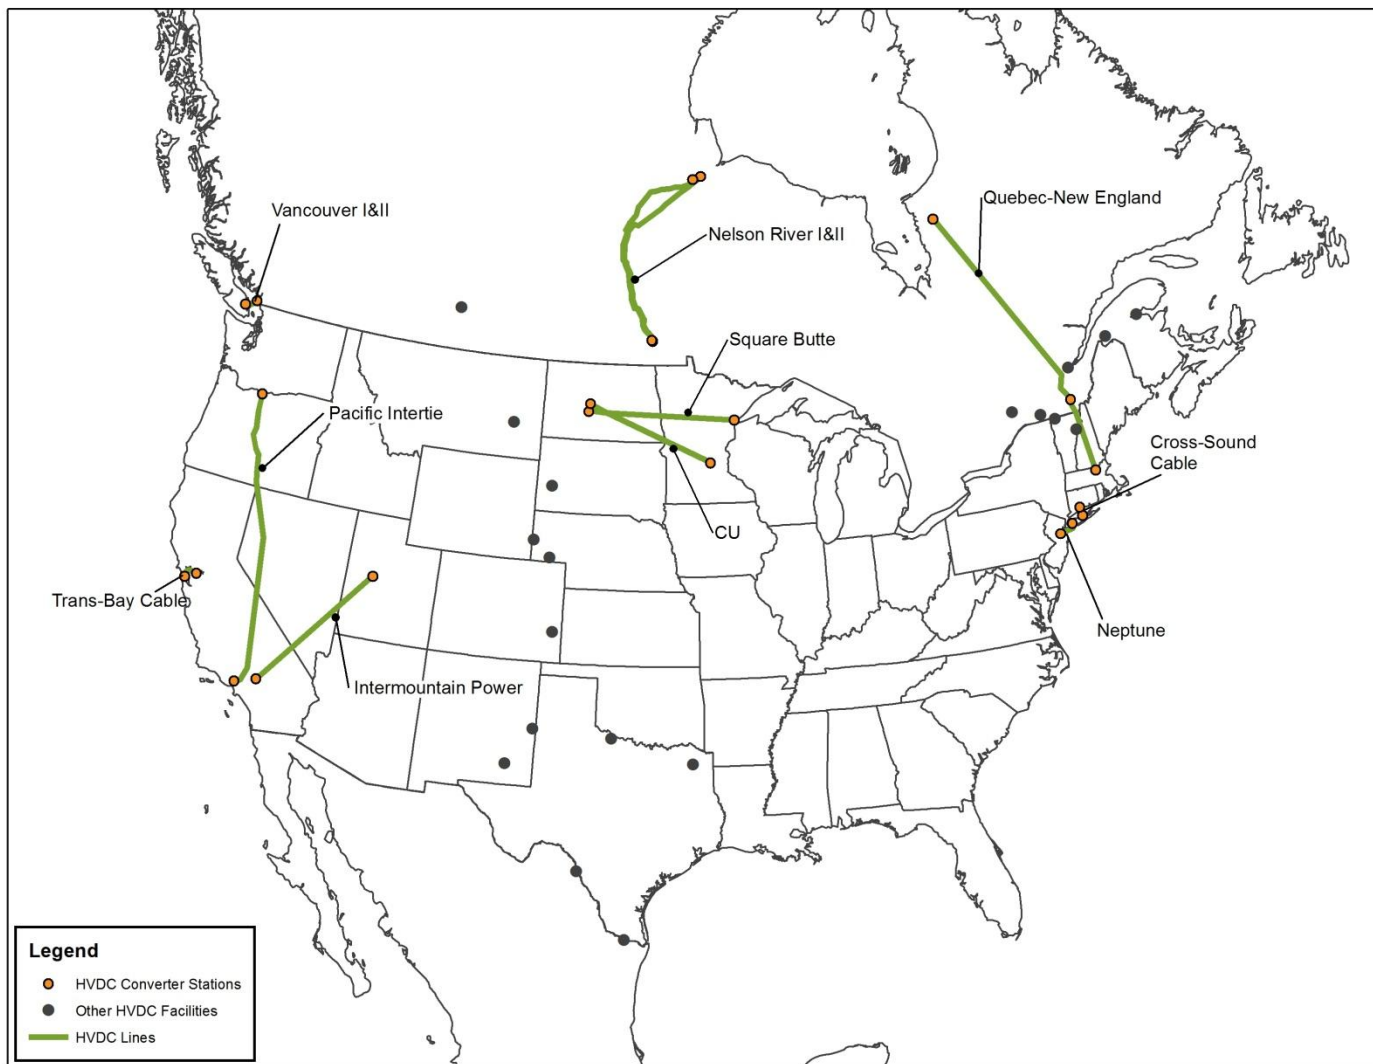 Vancouver I&II
Nelson River I&II
Quebec-New England
Square Butte
Pacific Intertie
Cross-Sound
Cable
CU
Trans-Bay Cable
Neptune
Intermountain Power
Legend
HVDC Converter Stations
Other HVDC Facilities
HVDC Lines